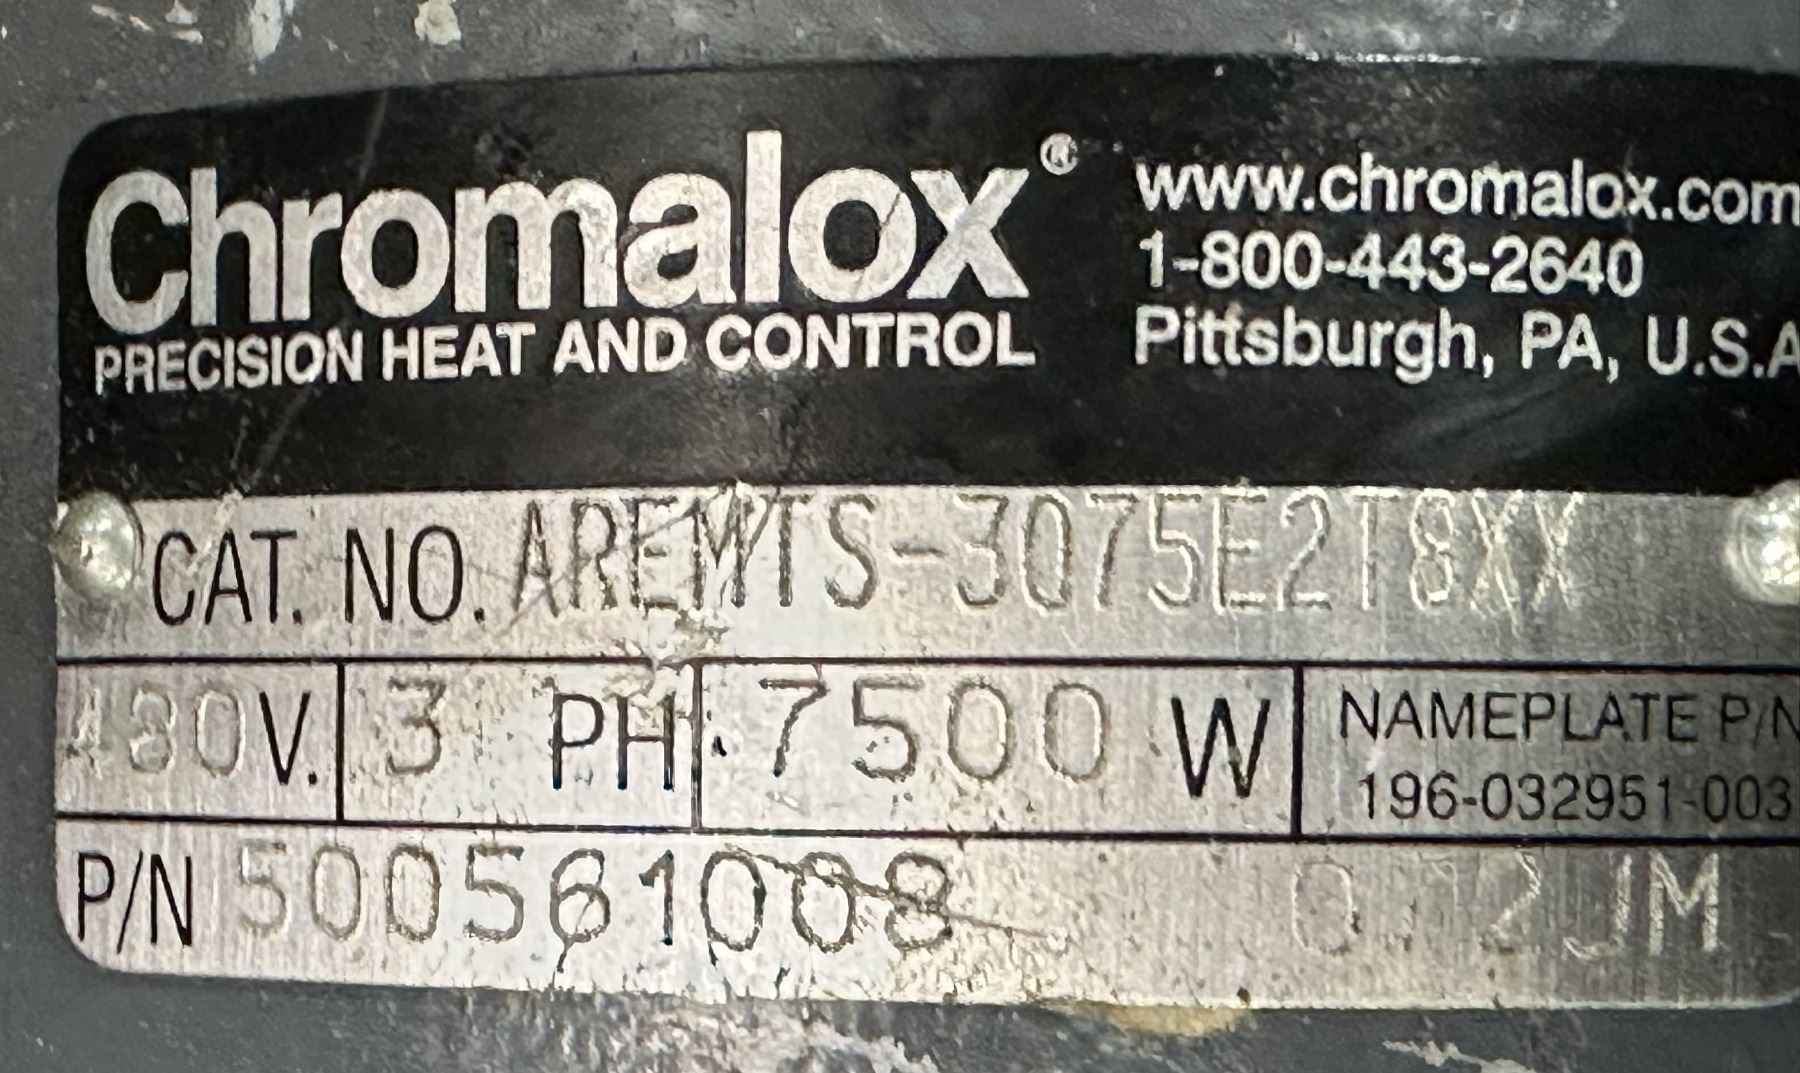 Chromalox®
PRECISION HEAT AND CONTROL
www.chromalox.com
1-800-443-2640
Pittsburgh, PA, U.S.A
CAT. NO. AREMTS-3075E2T8XX
480V. 3 PH 7500 W
NAMEPLATE P/N
196-032951-003
P/N 500561008